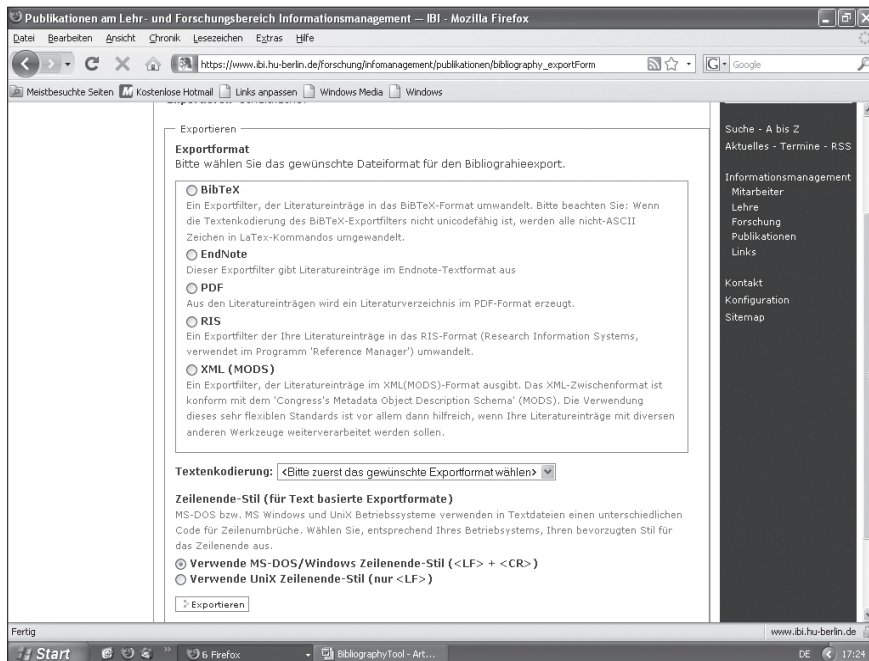 Publikationen am Lehr- und Forschungsbereich Informationsmanagement — IBI - Mozilla Firefox
Datei Bearbeiten Ansicht Chronik Lesezeichen Extras Hilfe
https://www.ibi.hu-berlin.de/forschung/infomanagement/publikationen/bibliography_exportForm
G Google
Meistbesuchte Seiten Kostenlose Hotmail Links anpassen Windows Media Windows
Exportieren
Exportformat
Bitte wählen Sie das gewünschte Dateiformat für den Bibliograhieexport.
BibTeX
Ein Exportfilter, der Literatureinträge in das BiBTeX-Format umwandelt. Bitte beachten Sie: Wenn
die Textenkodierung des BiBTeX-Exportfilters nicht unicodefähig ist, werden alle nicht-ASCII
Zeichen in LaTex-Kommandos umgewandelt.
EndNote
Dieser Exportfilter gibt Literatureinträge im Endnote-Textformat aus
PDF
Aus den Literatureinträgen wird ein Literaturverzeichnis im PDF-Format erzeugt.
RIS
Ein Exportfilter der Ihre Literatureinträge in das RIS-Format (Research Information Systems,
verwendet im Programm 'Reference Manager') umwandelt.
XML (MODS)
Ein Exportfilter, der Literatureinträge im XML(MODS)-Format ausgibt. Das XML-Zwischenformat ist
konform mit dem 'Congress's Metadata Object Description Schema' (MODS). Die Verwendung
dieses sehr flexiblen Standards ist vor allem dann hilfreich, wenn Ihre Literatureinträge mit diversen
anderen Werkzeuge weiterverarbeitet werden sollen.
Textenkodierung: <Bitte zuerst das gewünschte Exportformat wählen>
Zeilenende-Stil (für Text basierte Exportformate)
MS-DOS bzw. MS Windows und UniX Betriebssysteme verwenden in Textdateien einen unterschiedlichen
Code für Zeilenumbrüche. Wählen Sie, entsprechend Ihres Betriebsystems, Ihren bevorzugten Stil für
das Zeilenende aus.
Verwende MS-DOS/Windows Zeilenende-Stil (<LF> + <CR>)
Verwende UniX Zeilenende-Stil (nur <LF>)
Exportieren
Suche - A bis Z
Aktuelles - Termine - RSS
Informationsmanagement
Mitarbeiter
Lehre
Forschung
Publikationen
Links
Kontakt
Konfiguration
Sitemap
Fertig www.ibi.hu-berlin.de
Start 6 Firefox BibliographyTool - Art... DE 17:24